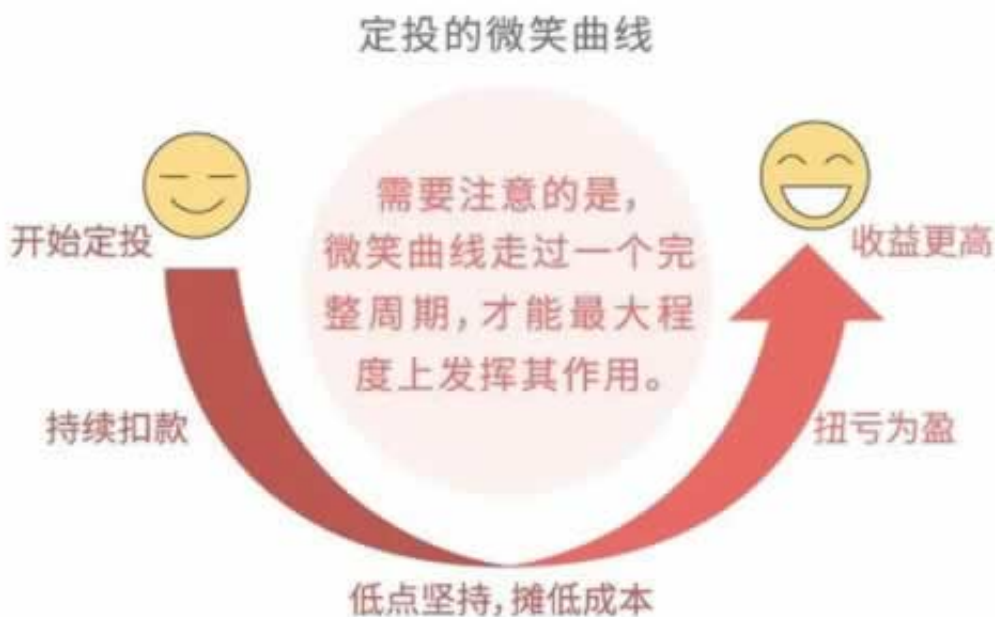 定投的微笑曲线
需要注意的是，
微笑曲线走过一个完
整周期，才能最大程
度上发挥其作用。
开始定投
收益更高
持续扣款
扭亏为盈
低点坚持，摊低成本